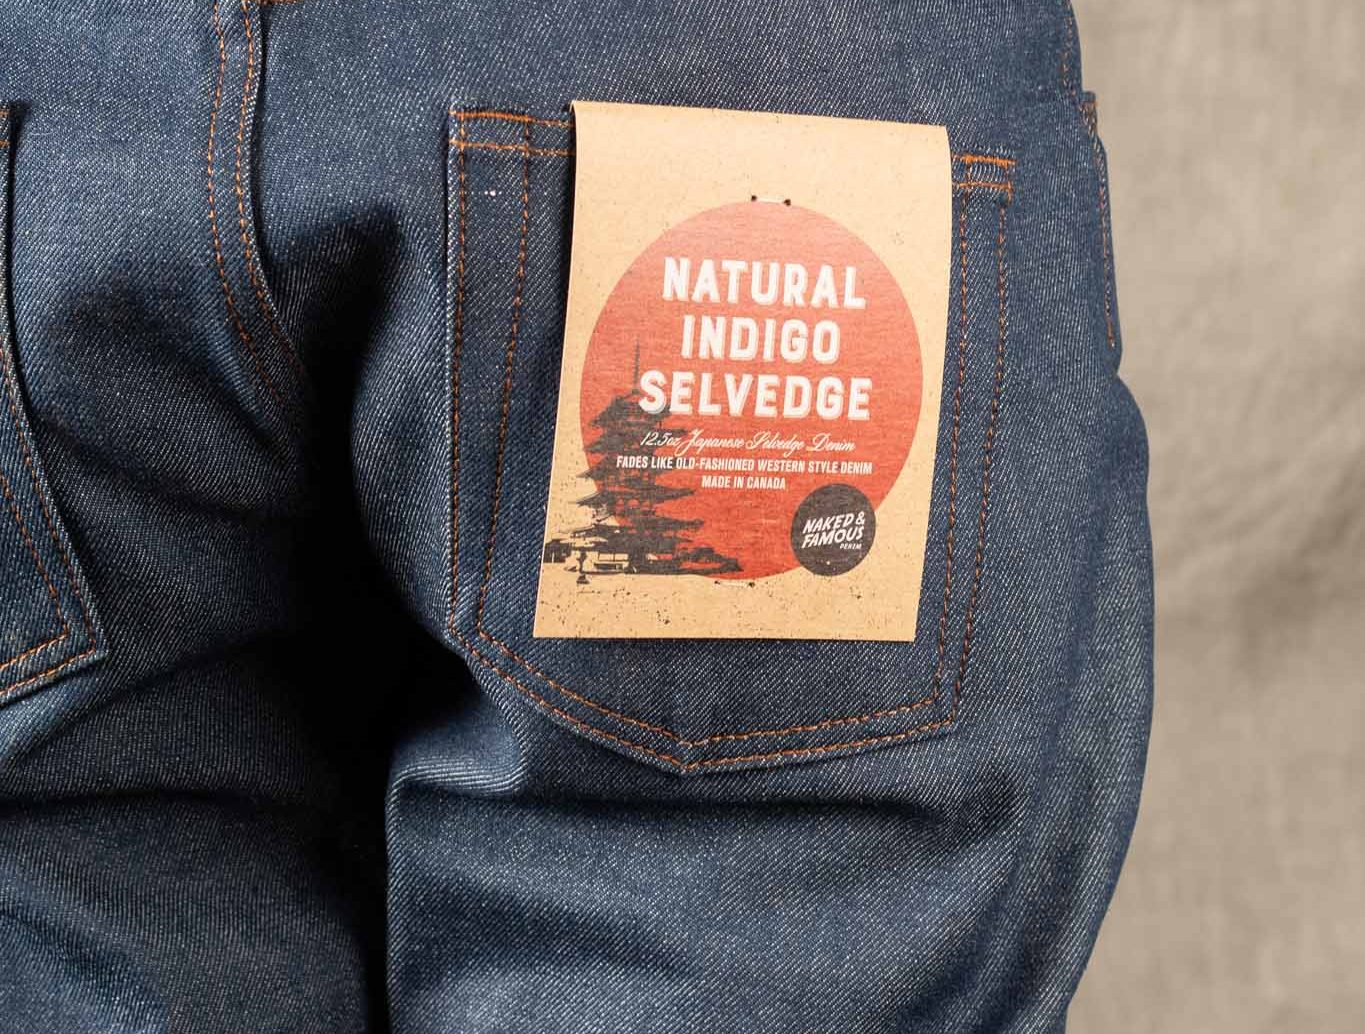 NATURAL
INDIGO
SELVEDGE
12.5oz Japanese Selvedge Denim
FADES LIKE OLD-FASHIONED WESTERN STYLE DENIM
MADE IN CANADA
NAKED &
FAMOUS
DENIM